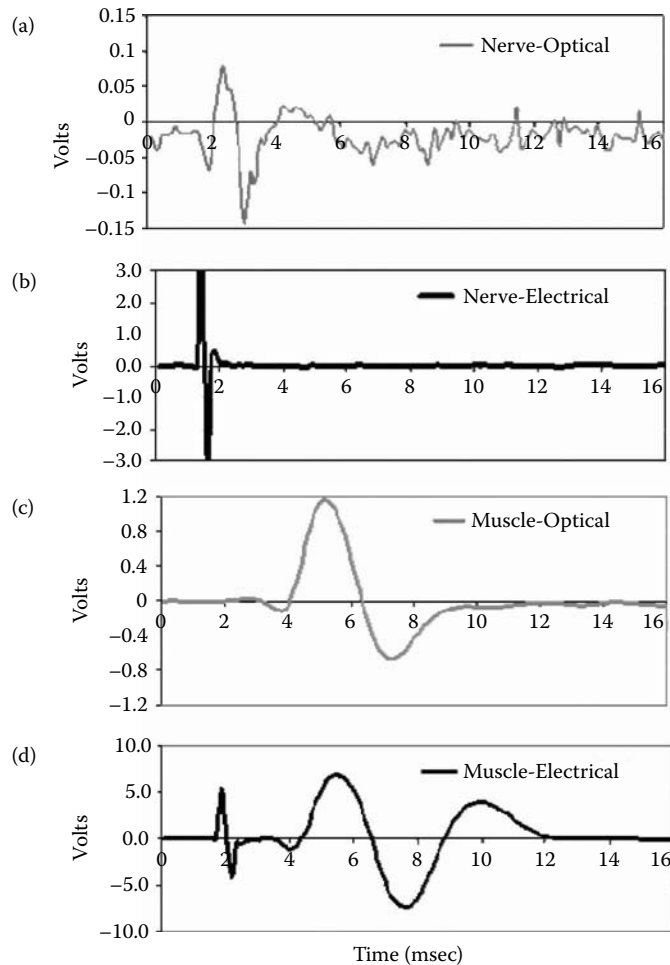 (a)
0.15
0.1
0.05
0
−0.05
−0.1
−0.15
Volts
Nerve-Optical
0 2 4 6 8 10 12 14 16
(b)
3.0
2.0
1.0
0.0
−1.0
−2.0
−3.0
Volts
Nerve-Electrical
0 2 4 6 8 10 12 14 16
(c)
1.2
0.8
0.4
0
−0.4
−0.8
−1.2
Volts
Muscle-Optical
0 2 4 6 8 10 12 14 16
(d)
10.0
5.0
0.0
−5.0
−10.0
Volts
Muscle-Electrical
0 2 4 6 8 10 12 14 16
Time (msec)